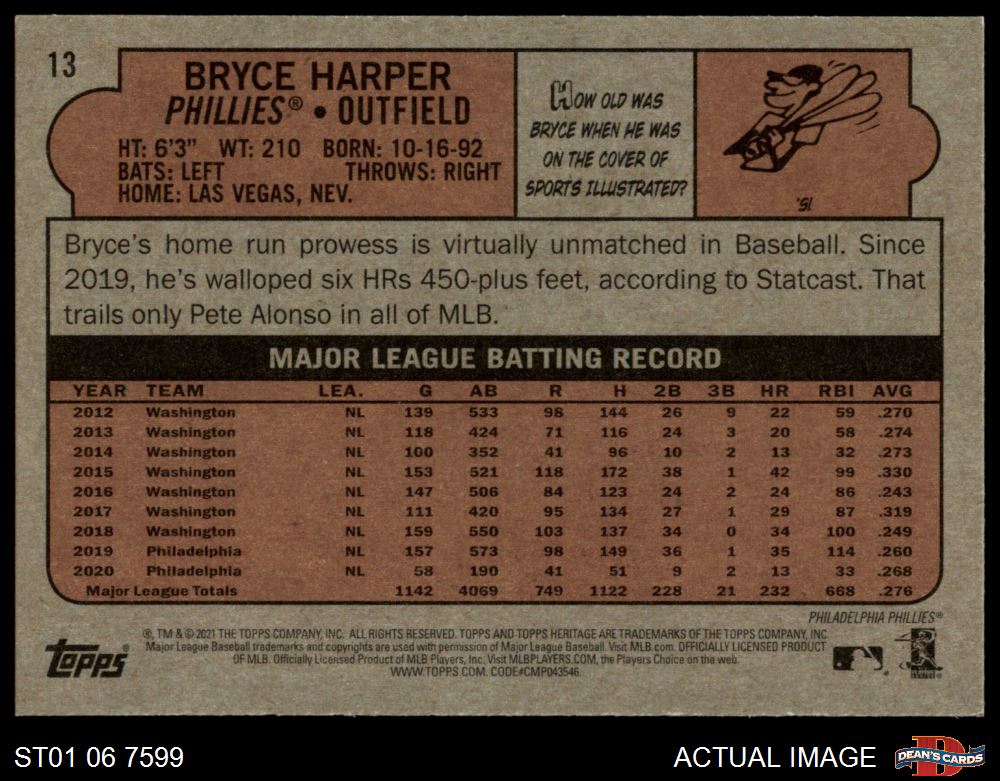 13
BRYCE HARPER
PHILLIES® • OUTFIELD
HT: 6'3" WT: 210 BORN: 10-16-92
BATS: LEFT THROWS: RIGHT
HOME: LAS VEGAS, NEV.
HOW OLD WAS
BRYCE WHEN HE WAS
ON THE COVER OF
SPORTS ILLUSTRATED?
'91
Bryce's home run prowess is virtually unmatched in Baseball. Since
2019, he's walloped six HRs 450-plus feet, according to Statcast. That
trails only Pete Alonso in all of MLB.
MAJOR LEAGUE BATTING RECORD
YEAR TEAM LEA. G AB R H 2B 3B HR RBI AVG
2012 Washington NL 139 533 98 144 26 9 22 59 .270
2013 Washington NL 118 424 71 116 24 3 20 58 .274
2014 Washington NL 100 352 41 96 10 2 13 32 .273
2015 Washington NL 153 521 118 172 38 1 42 99 .330
2016 Washington NL 147 506 84 123 24 2 24 86 .243
2017 Washington NL 111 420 95 134 27 1 29 87 .319
2018 Washington NL 159 550 103 137 34 0 34 100 .249
2019 Philadelphia NL 157 573 98 149 36 1 35 114 .260
2020 Philadelphia NL 58 190 41 51 9 2 13 33 .268
Major League Totals 1142 4069 749 1122 228 21 232 668 .276
PHILADELPHIA PHILLIES®
®, TM & © 2021 THE TOPPS COMPANY, INC. ALL RIGHTS RESERVED. TOPPS AND TOPPS HERITAGE ARE TRADEMARKS OF THE TOPPS COMPANY, INC.
Major League Baseball trademarks and copyrights are used with permission of Major League Baseball. Visit MLB.com. OFFICIALLY LICENSED PRODUCT
OF MLB. Officially Licensed Product of MLB Players, Inc. Visit MLBPLAYERS.COM, the Players Choice on the web.
WWW.TOPPS.COM. CODE#CMP043546.
topps®
ST01 06 7599
ACTUAL IMAGE
DEAN'S CARDS